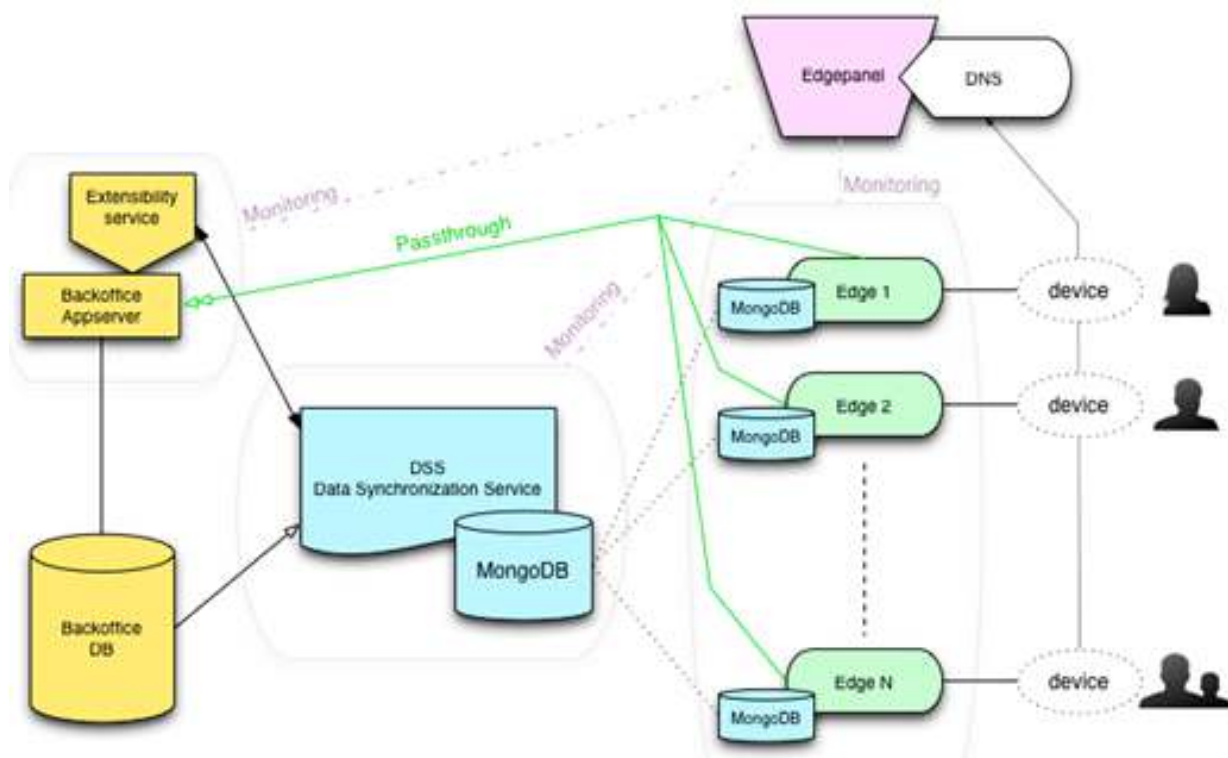 Edgepanel
DNS
Extensibility
service
Monitoring
Monitoring
Passthrough
Backoffice
Appserver
MongoDB
Edge 1
device
Monitoring
MongoDB
Edge 2
device
DSS
Data Synchronization Service
MongoDB
Backoffice
DB
MongoDB
Edge N
device